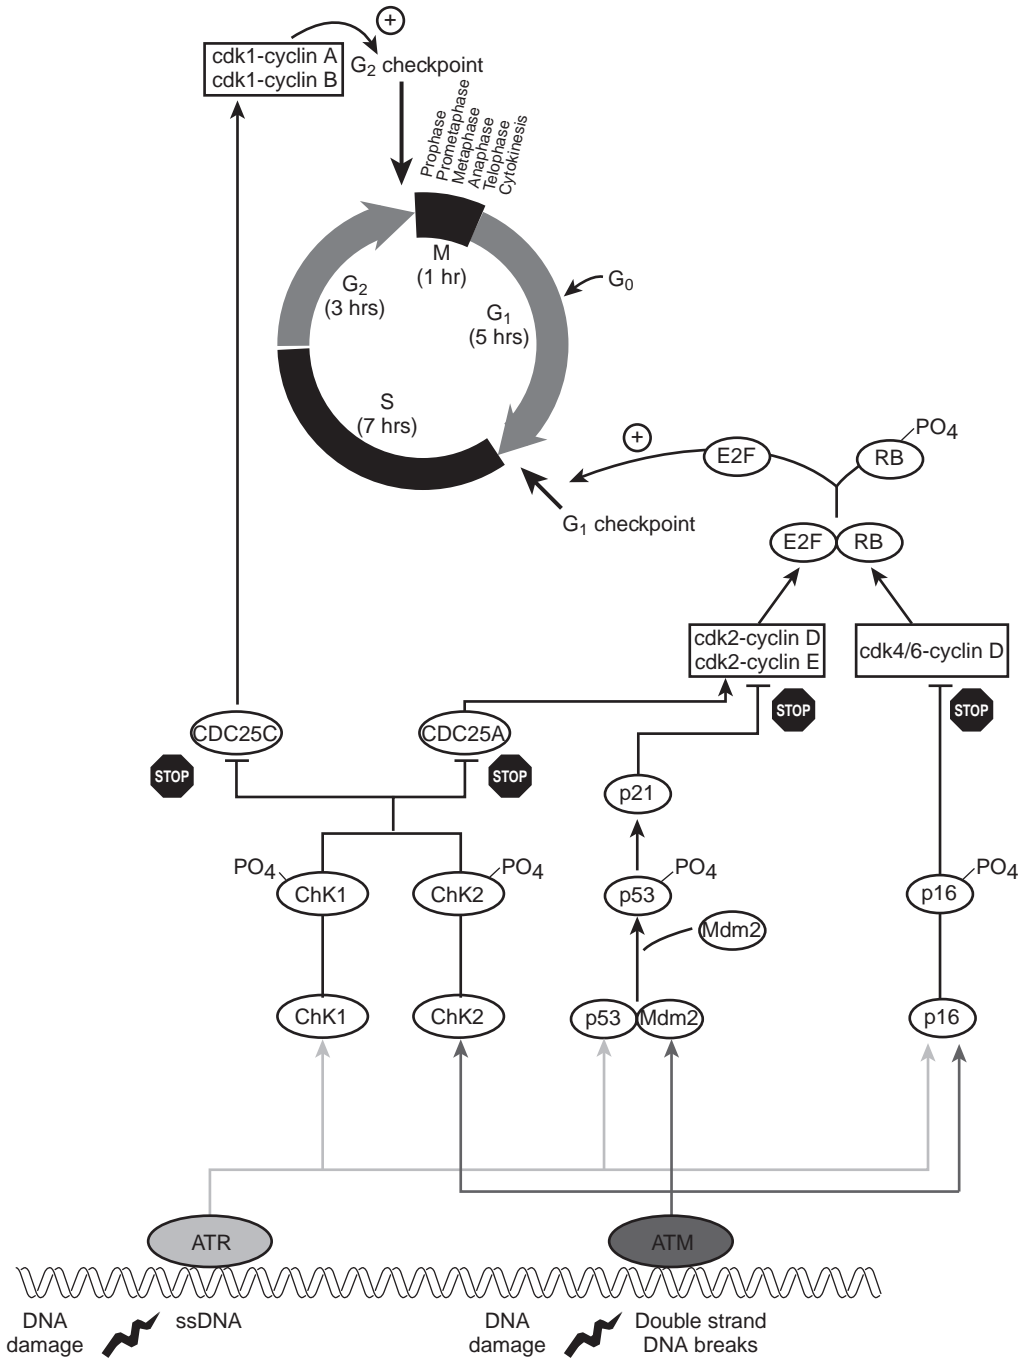 +
cdk1-cyclin A
cdk1-cyclin B
G2 checkpoint
Prophase
Prometaphase
Metaphase
Anaphase
Telophase
Cytokinesis
M
(1 hr)
G2
(3 hrs)
G0
G1
(5 hrs)
S
(7 hrs)
+
E2F
RB
PO4
G1 checkpoint
E2F
RB
cdk2-cyclin D
cdk2-cyclin E
cdk4/6-cyclin D
STOP
STOP
CDC25C
CDC25A
STOP
STOP
p21
PO4
ChK1
ChK2
PO4
p53
PO4
p16
PO4
Mdm2
ChK1
ChK2
p53
Mdm2
p16
ATR
ATM
DNA
damage
ssDNA
DNA
damage
Double strand
DNA breaks